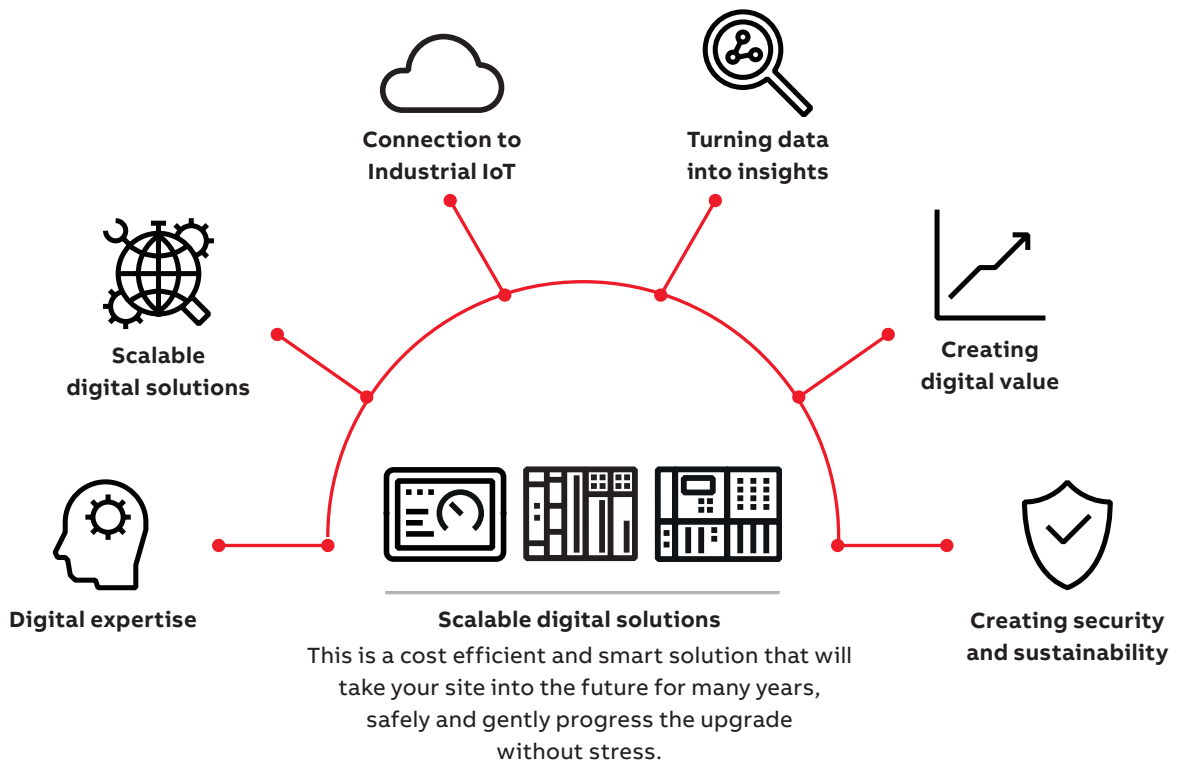 Connection to
Industrial IoT
Turning data
into insights
Scalable
digital solutions
Creating
digital value
Digital expertise
Scalable digital solutions
This is a cost efficient and smart solution that will
take your site into the future for many years,
safely and gently progress the upgrade
without stress.
Creating security
and sustainability